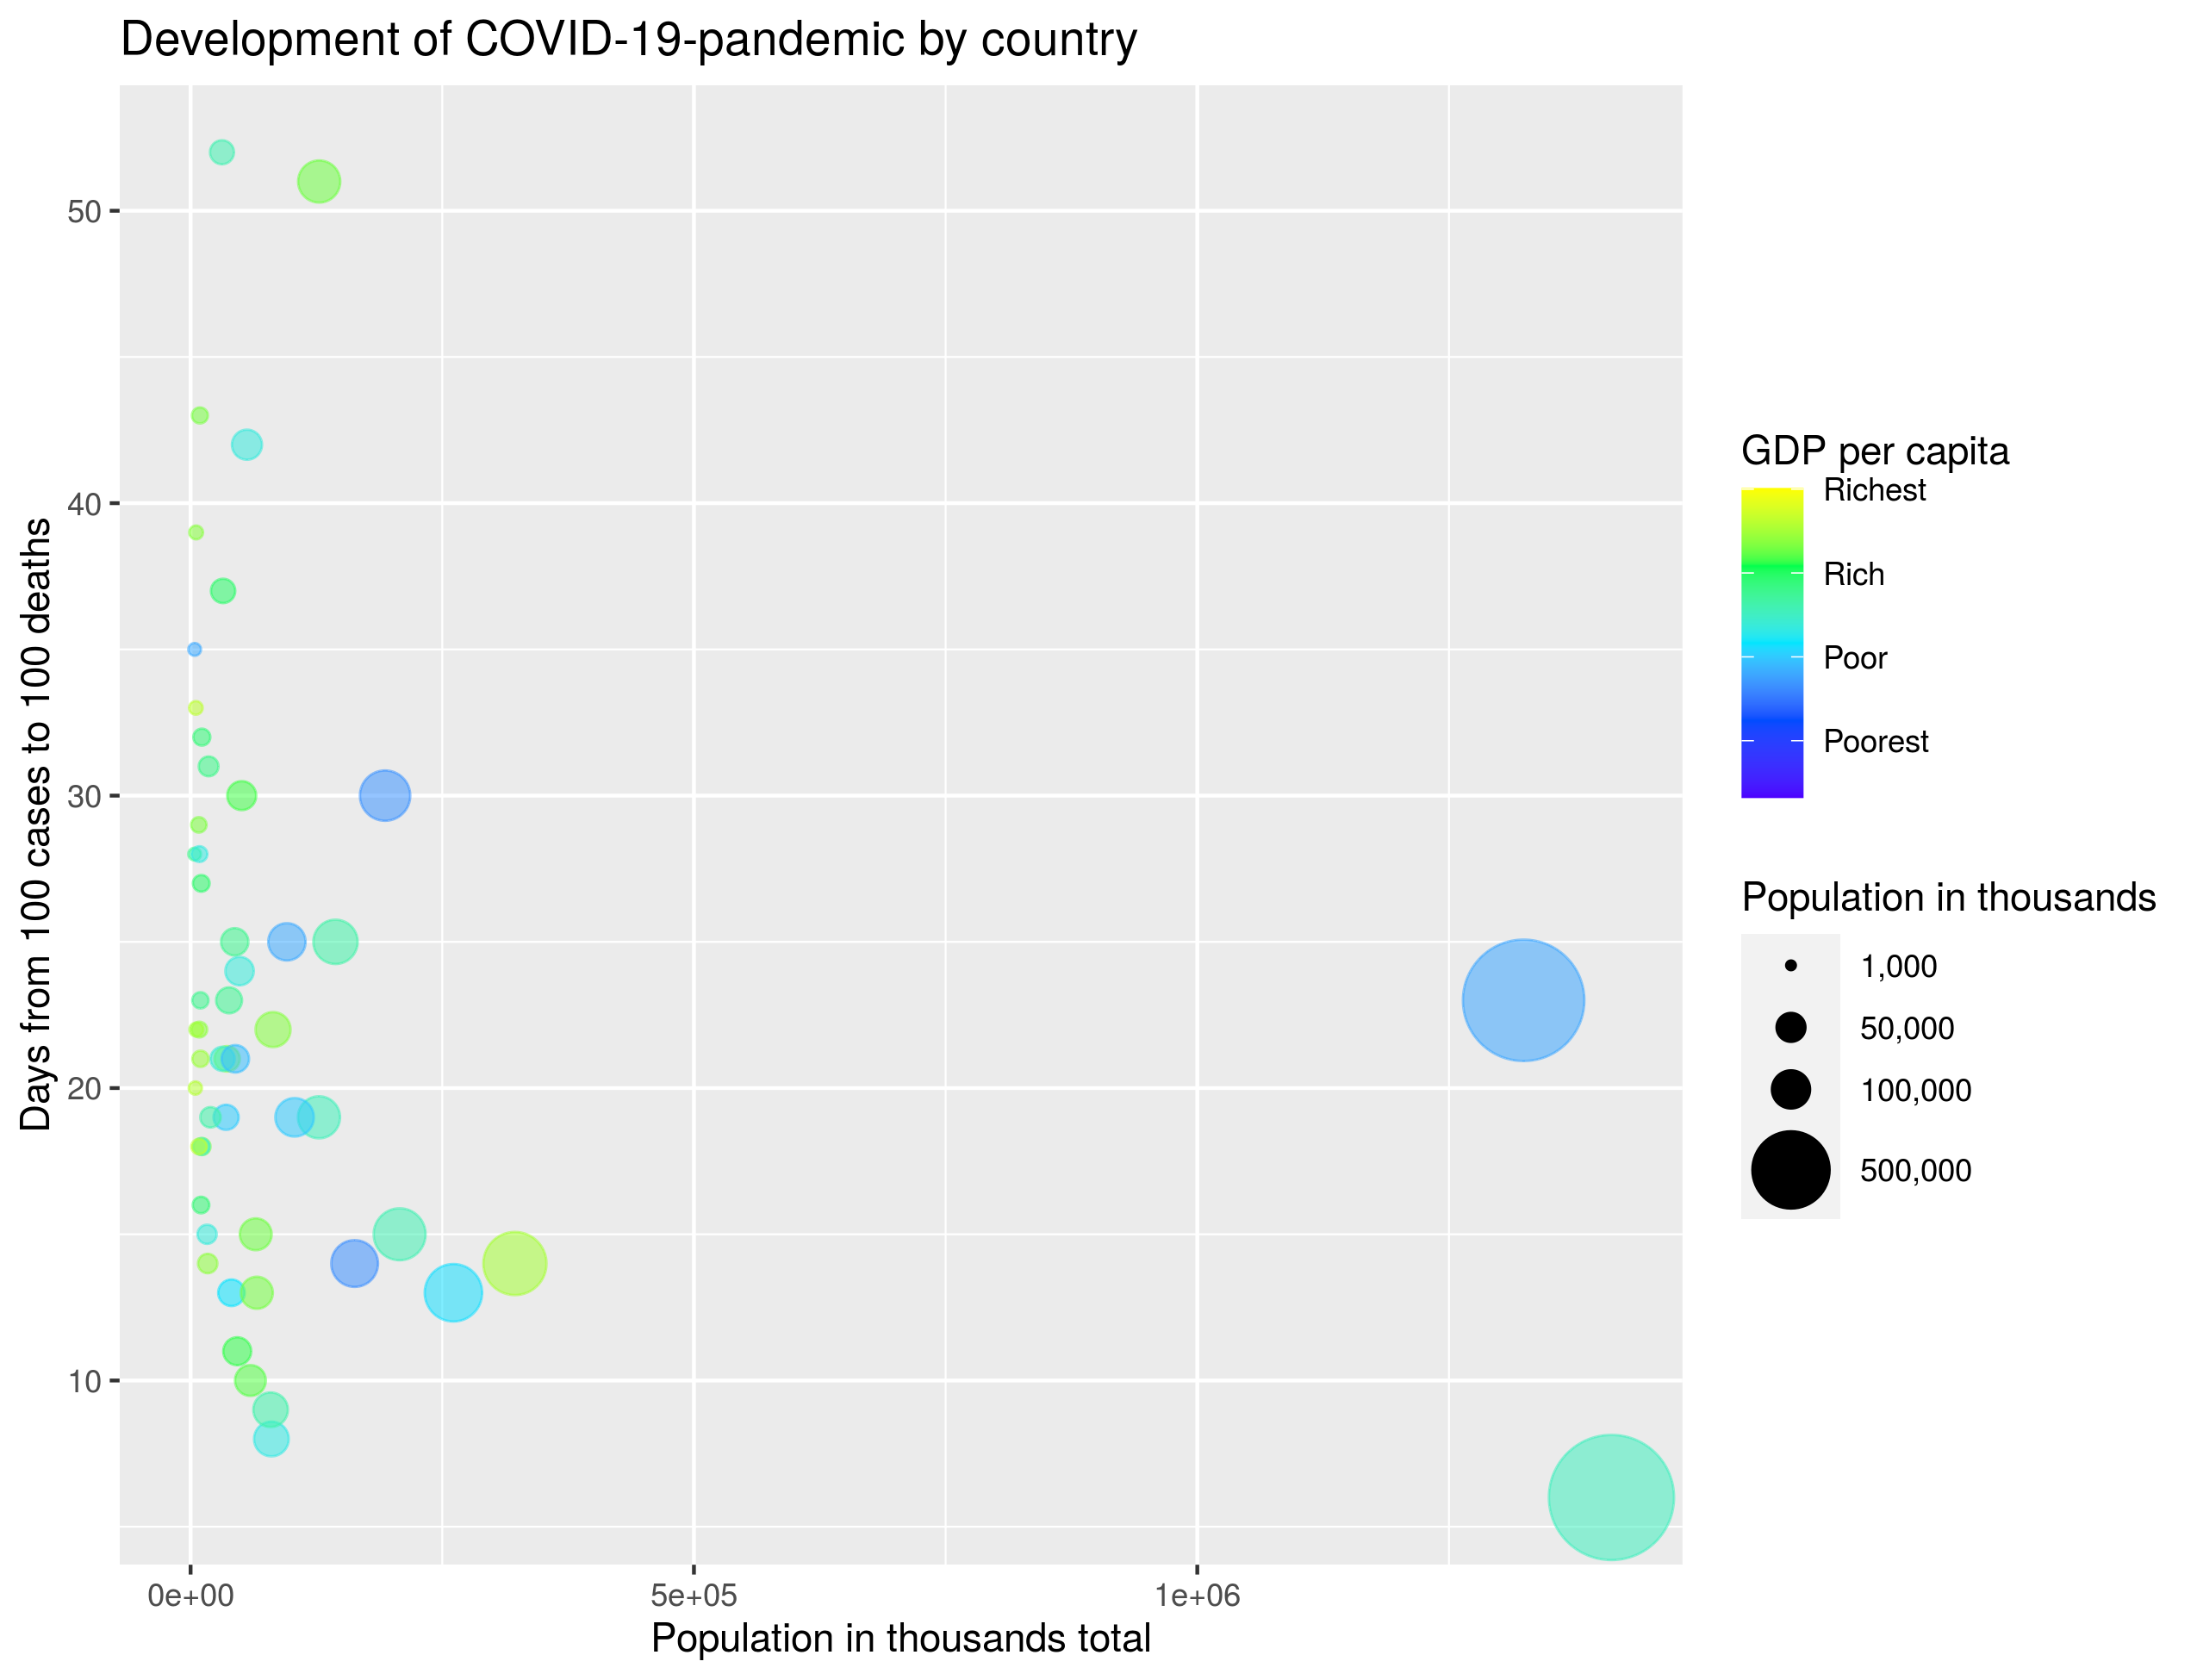 Development of COVID-19-pandemic by country
Days from 100 cases to 100 deaths
50
40
30
20
10
0e+00
5e+05
1e+06
Population in thousands total
GDP per capita
Richest
Rich
Poor
Poorest
Population in thousands
1,000
50,000
100,000
500,000